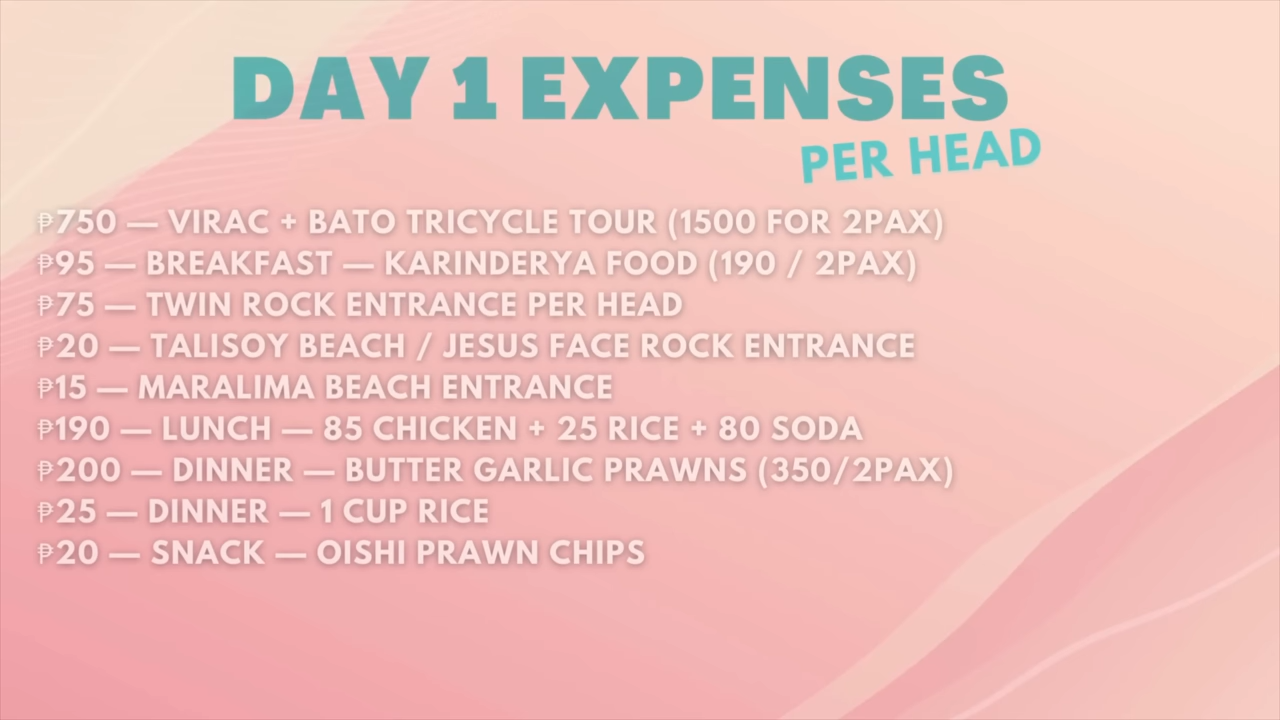 DAY 1 EXPENSES
PER HEAD
₱750 — VIRAC + BATO TRICYCLE TOUR (1500 FOR 2PAX)
₱95 — BREAKFAST — KARINDERYA FOOD (190 / 2PAX)
₱75 — TWIN ROCK ENTRANCE PER HEAD
₱20 — TALISOY BEACH / JESUS FACE ROCK ENTRANCE
₱15 — MARALIMA BEACH ENTRANCE
₱190 — LUNCH — 85 CHICKEN + 25 RICE + 80 SODA
₱200 — DINNER — BUTTER GARLIC PRAWNS (350/2PAX)
₱25 — DINNER — 1 CUP RICE
₱20 — SNACK — OISHI PRAWN CHIPS